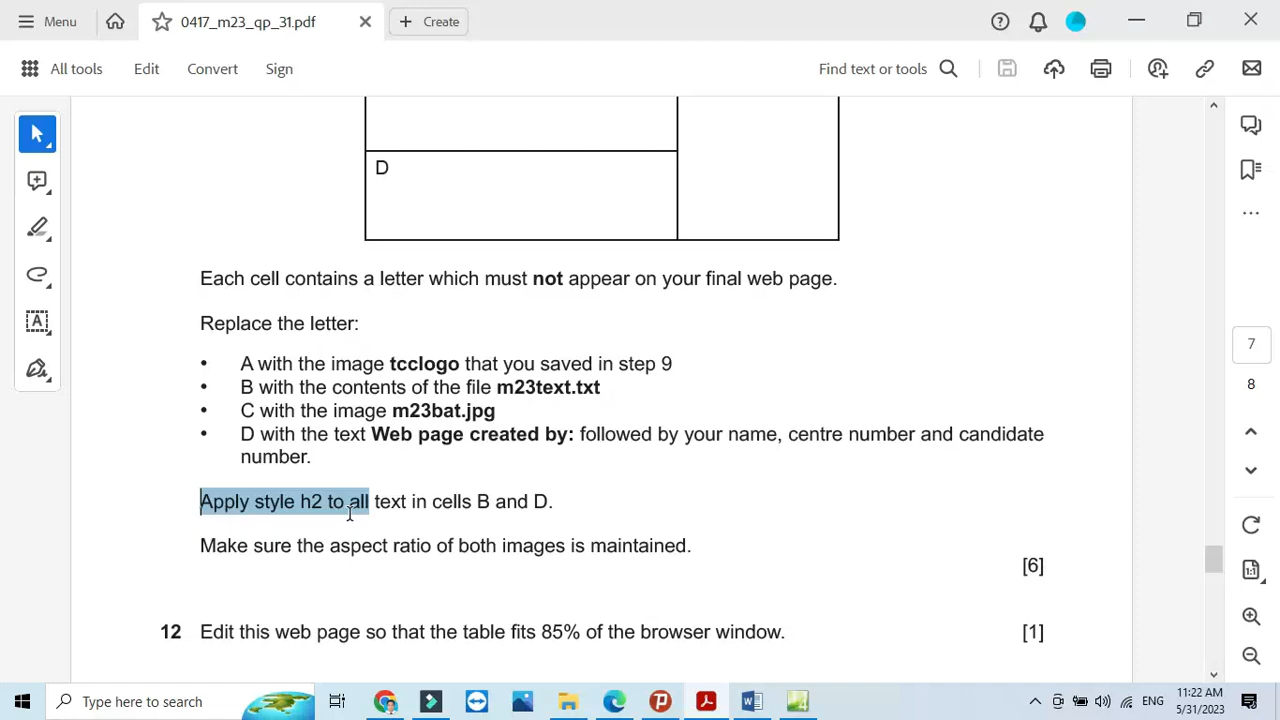 Menu
0417_m23_qp_31.pdf
Create
All tools
Edit
Convert
Sign
Find text or tools
D
Each cell contains a letter which must not appear on your final web page.
Replace the letter:
• A with the image tcclogo that you saved in step 9
• B with the contents of the file m23text.txt
• C with the image m23bat.jpg
• D with the text Web page created by: followed by your name, centre number and candidate
number.
Apply style h2 to all text in cells B and D.
Make sure the aspect ratio of both images is maintained.
[6]
12 Edit this web page so that the table fits 85% of the browser window. [1]
7
8
1:1
Type here to search
ENG
11:22 AM
5/31/2023